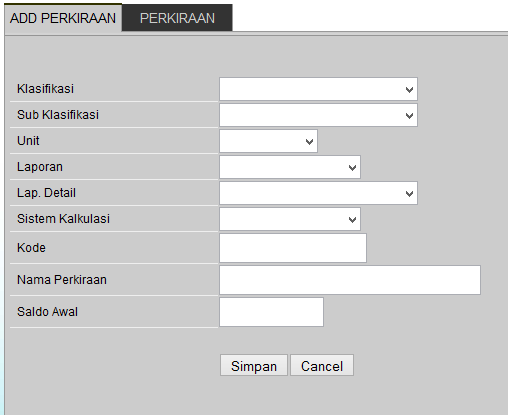 ADD PERKIRAAN PERKIRAAN
Klasifikasi
Sub Klasifikasi
Unit
Laporan
Lap. Detail
Sistem Kalkulasi
Kode
Nama Perkiraan
Saldo Awal
Simpan Cancel